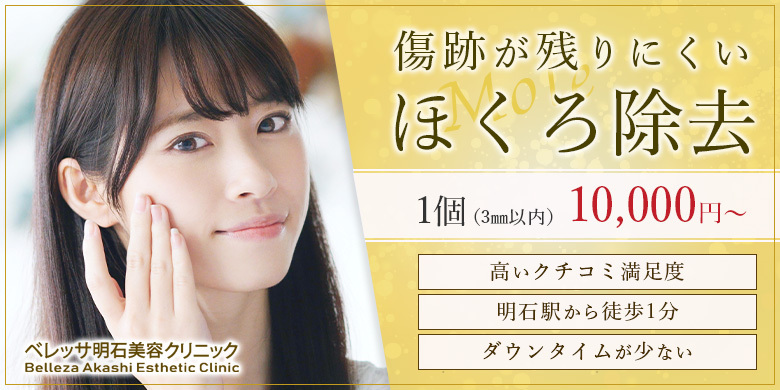 傷跡が残りにくい
Mole
ほくろ除去
1個（3㎜以内）10,000円～
高いクチコミ満足度
明石駅から徒歩1分
ダウンタイムが少ない
ベレッサ明石美容クリニック
Belleza Akashi Esthetic Clinic